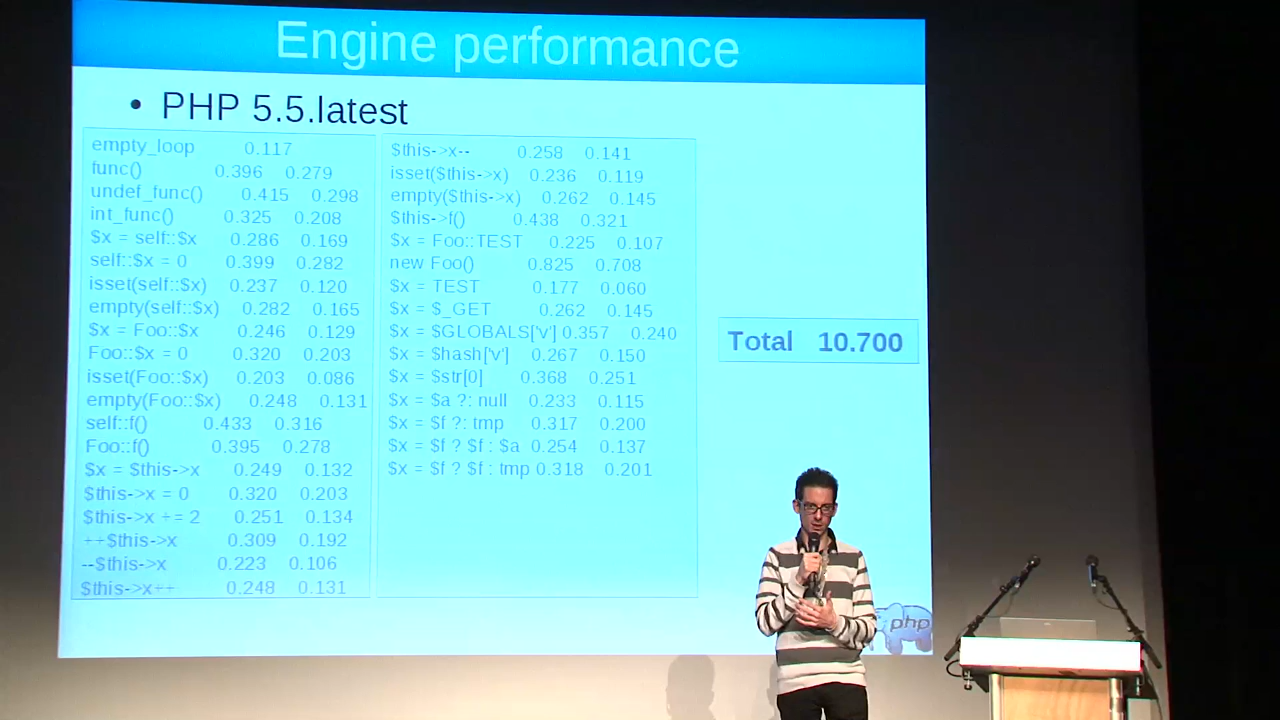 Engine performance
• PHP 5.5.latest
empty_loop 0.117
func() 0.396 0.279
undef_func() 0.415 0.298
int_func() 0.325 0.208
$x = self::$x 0.286 0.169
self::$x = 0 0.399 0.282
isset(self::$x) 0.237 0.120
empty(self::$x) 0.282 0.165
$x = Foo::$x 0.246 0.129
Foo::$x = 0 0.320 0.203
isset(Foo::$x) 0.203 0.086
empty(Foo::$x) 0.248 0.131
self::f() 0.433 0.316
Foo::f() 0.395 0.278
$x = $this->x 0.249 0.132
$this->x = 0 0.320 0.203
$this->x += 2 0.251 0.134
++$this->x 0.309 0.192
--$this->x 0.223 0.106
$this->x++ 0.248 0.131
$this->x-- 0.258 0.141
isset($this->x) 0.236 0.119
empty($this->x) 0.262 0.145
$this->f() 0.438 0.321
$x = Foo::TEST 0.225 0.107
new Foo() 0.825 0.708
$x = TEST 0.177 0.060
$x = $_GET 0.262 0.145
$x = $GLOBALS['v'] 0.357 0.240
$x = $hash['v'] 0.267 0.150
$x = $str[0] 0.368 0.251
$x = $a ?: null 0.233 0.115
$x = $f ?: tmp 0.317 0.200
$x = $f ? $f : $a 0.254 0.137
$x = $f ? $f : tmp 0.318 0.201
Total 10.700
php